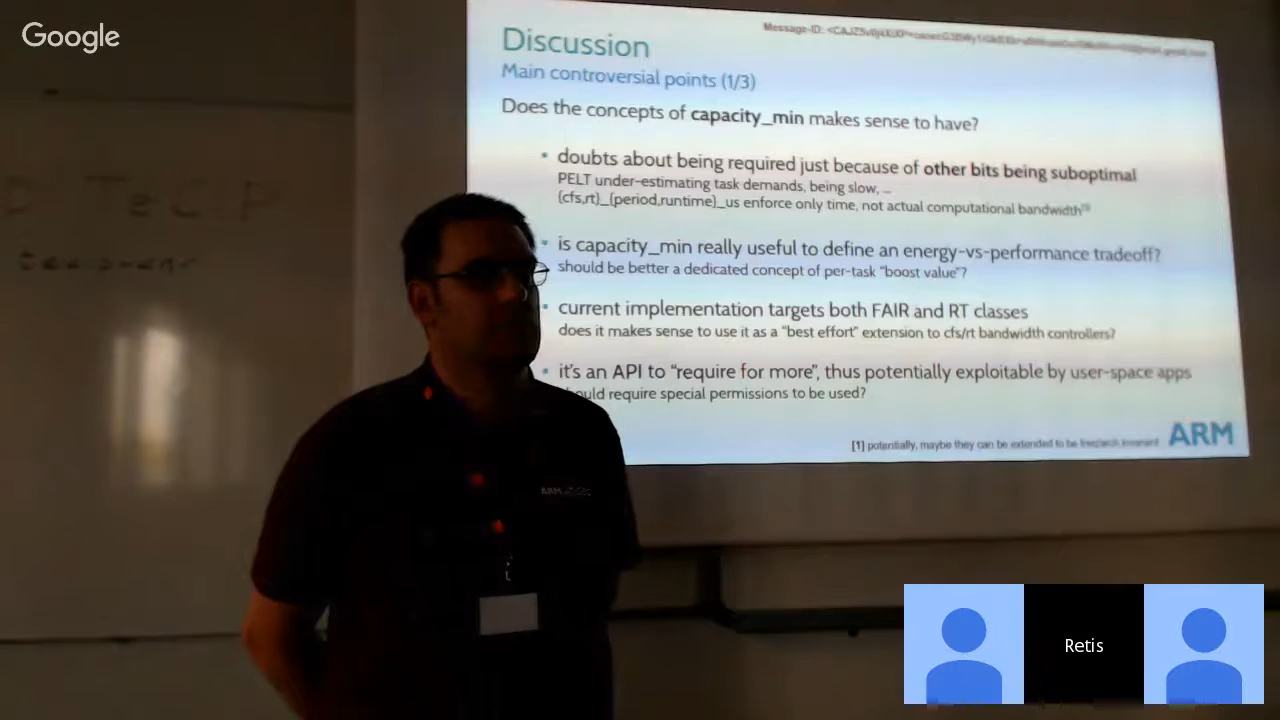 Google
Message-ID:
Discussion
Main controversial points (1/3)
Does the concepts of capacity_min makes sense to have?
• doubts about being required just because of other bits being suboptimal
PELT under-estimating task demands, being slow, ...
{cfs,rt}_{period,runtime}_us enforce only time, not actual computational bandwidth[1]
• is capacity_min really useful to define an energy-vs-performance tradeoff?
should be better a dedicated concept of per-task "boost value"?
• current implementation targets both FAIR and RT classes
does it makes sense to use it as a "best effort" extension to cfs/rt bandwidth controllers?
• it's an API to "require for more", thus potentially exploitable by user-space apps
require special permissions to be used?
[1] potentially, maybe they can be extended to be invariant
ARM
ARM
Retis